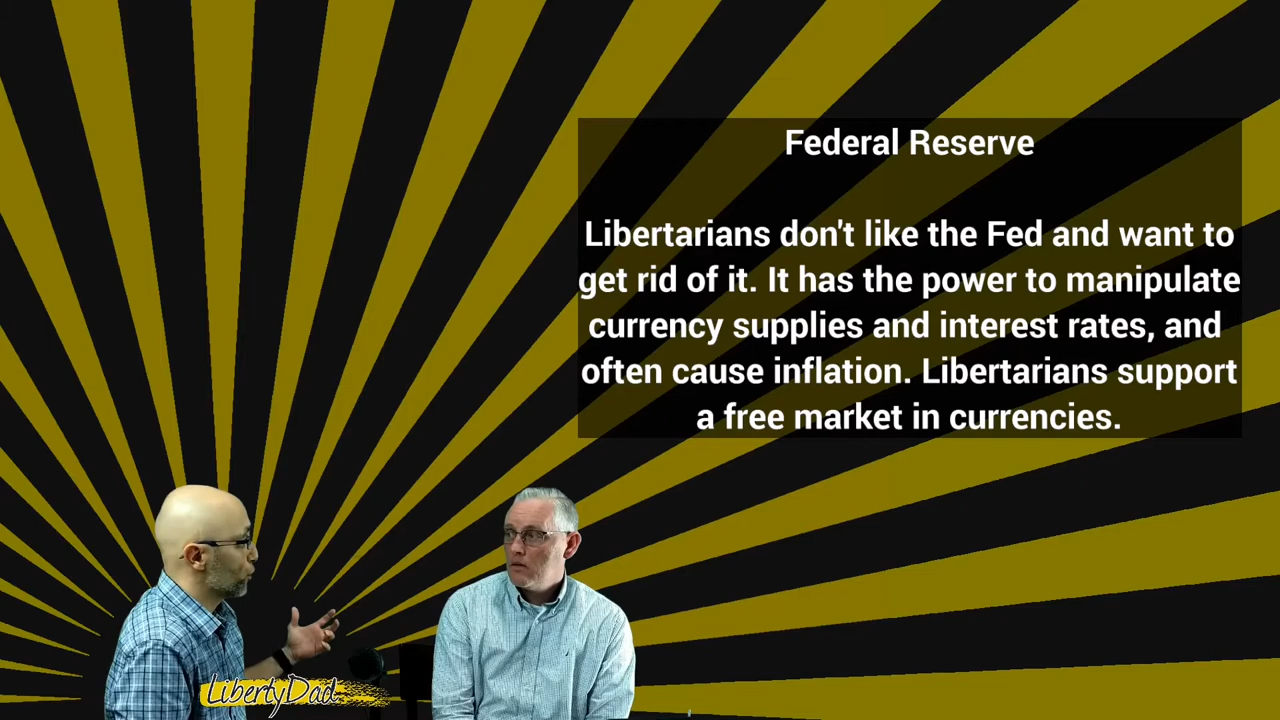 Federal Reserve
Libertarians don't like the Fed and want to
get rid of it. It has the power to manipulate
currency supplies and interest rates, and
often cause inflation. Libertarians support
a free market in currencies.
LibertyDad